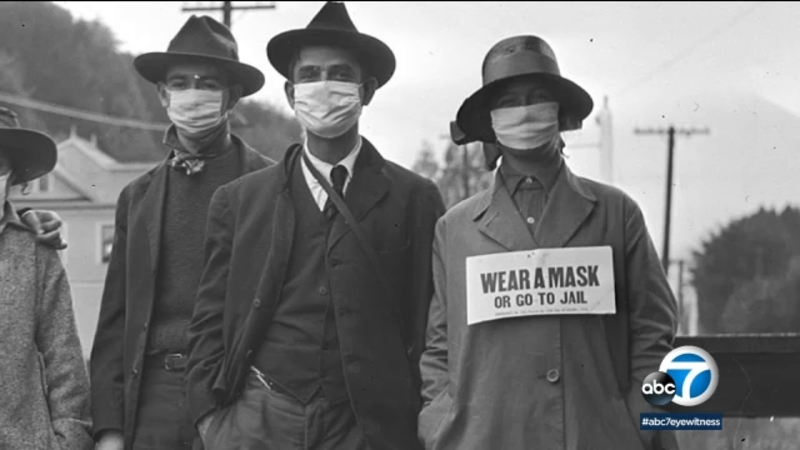 WEAR A MASK
OR GO TO JAIL
abc 7
#abc7eyewitness